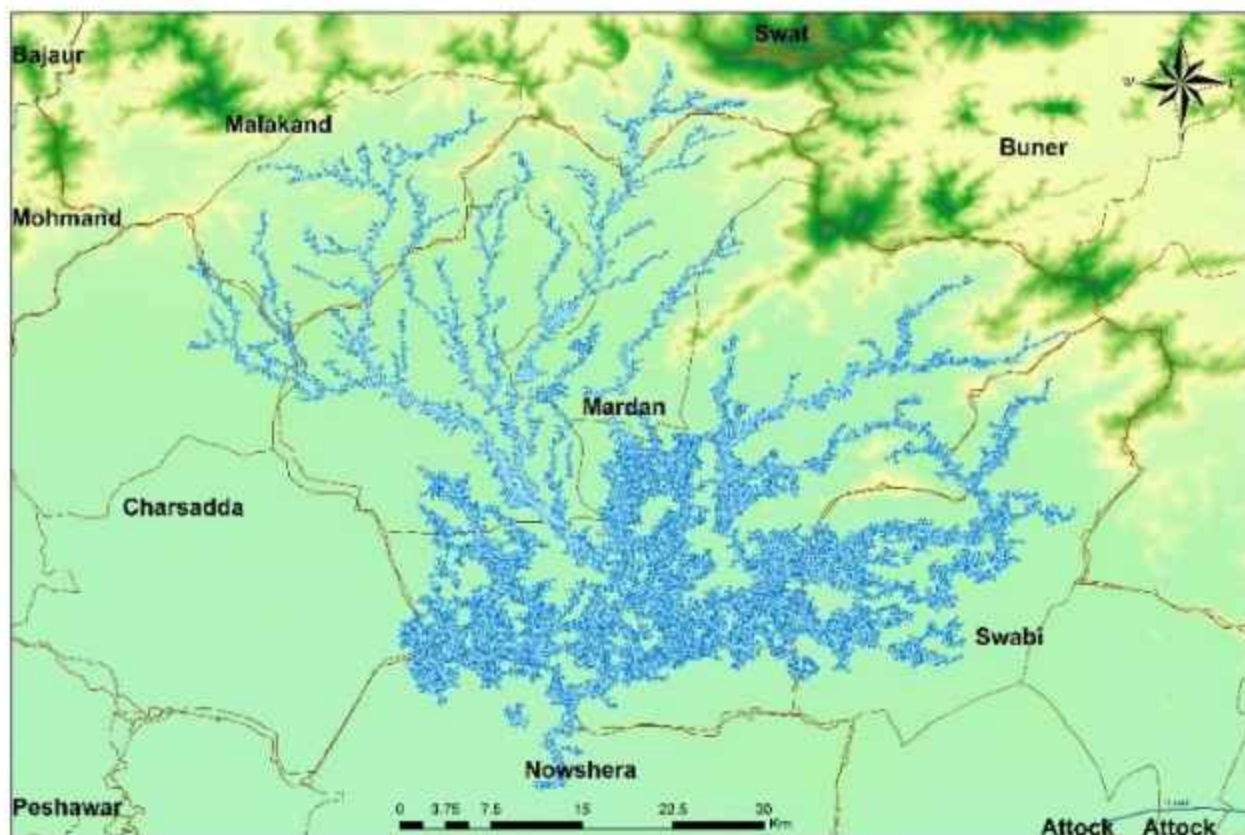 Swat
Bajaur
Malakand
Buner
Mohmand
Mardan
Charsadda
Swabi
Nowshera
Peshawar
0 3.75 7.5 15 22.5 30
Km
Attock Attock